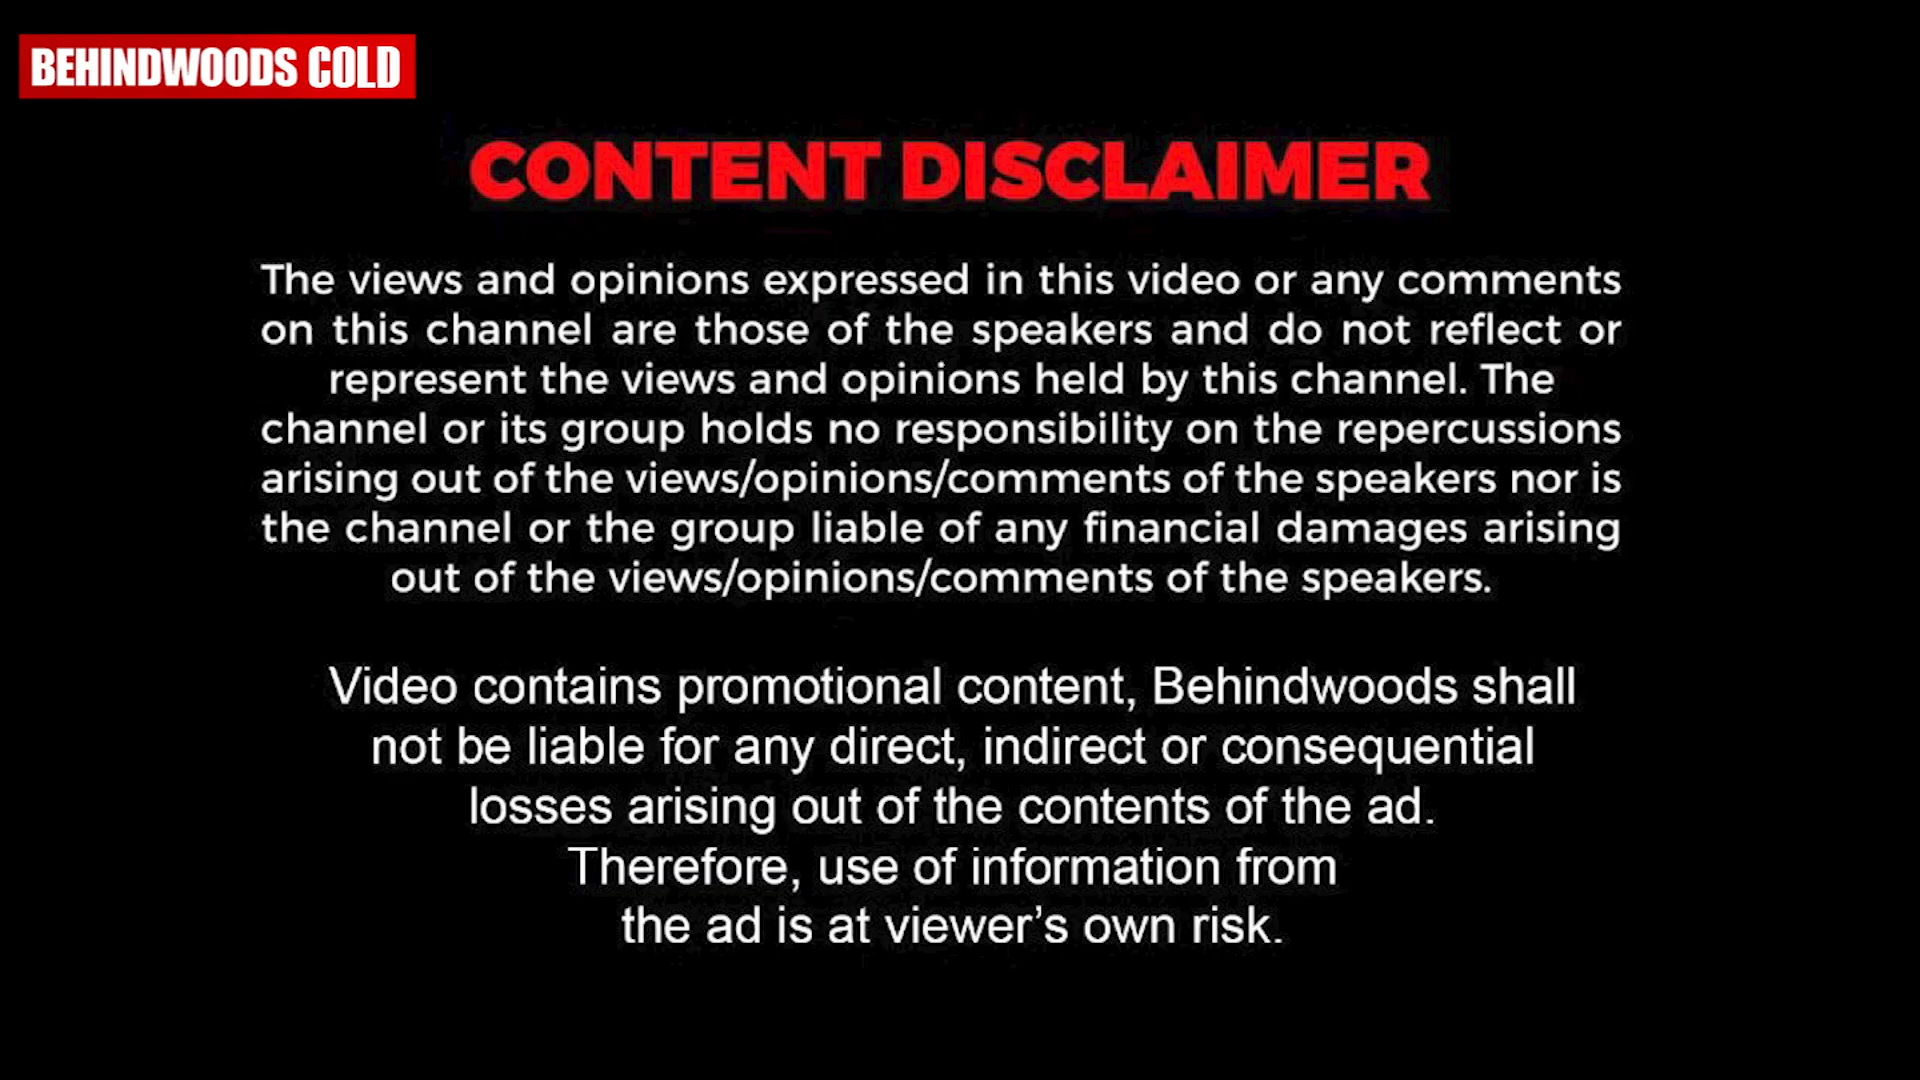 BEHINDWOODS COLD
CONTENT DISCLAIMER
The views and opinions expressed in this video or any comments
on this channel are those of the speakers and do not reflect or
represent the views and opinions held by this channel. The
channel or its group holds no responsibility on the repercussions
arising out of the views/opinions/comments of the speakers nor is
the channel or the group liable of any financial damages arising
out of the views/opinions/comments of the speakers.
Video contains promotional content, Behindwoods shall
not be liable for any direct, indirect or consequential
losses arising out of the contents of the ad.
Therefore, use of information from
the ad is at viewer’s own risk.